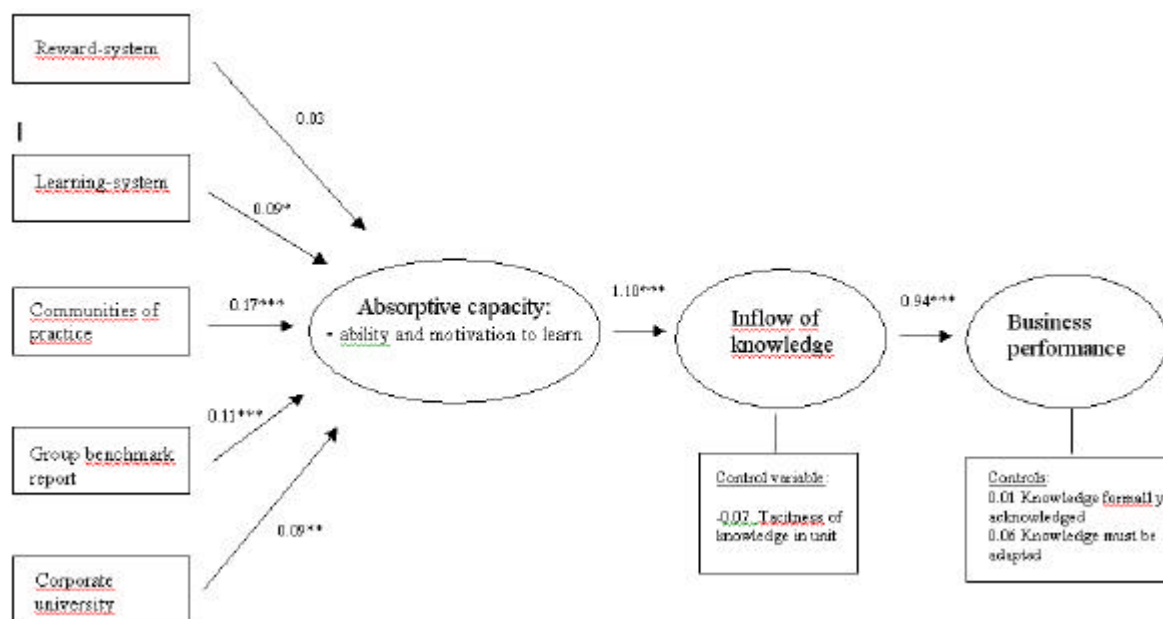 Reward-system
0.03
Learning-system
0.09*
Communities of
practice
0.17***
Absorptive capacity:
- ability and motivation to learn
1.10***
Inflow of
knowledge
0.94***
Business
performance
Group benchmark
report
0.11***
Corporate
university
0.09**
Control variable:
-0.07 Tacitness of
knowledge in unit
Controls:
0.01 Knowledge formally
acknowledged
0.06 Knowledge must be
adapted